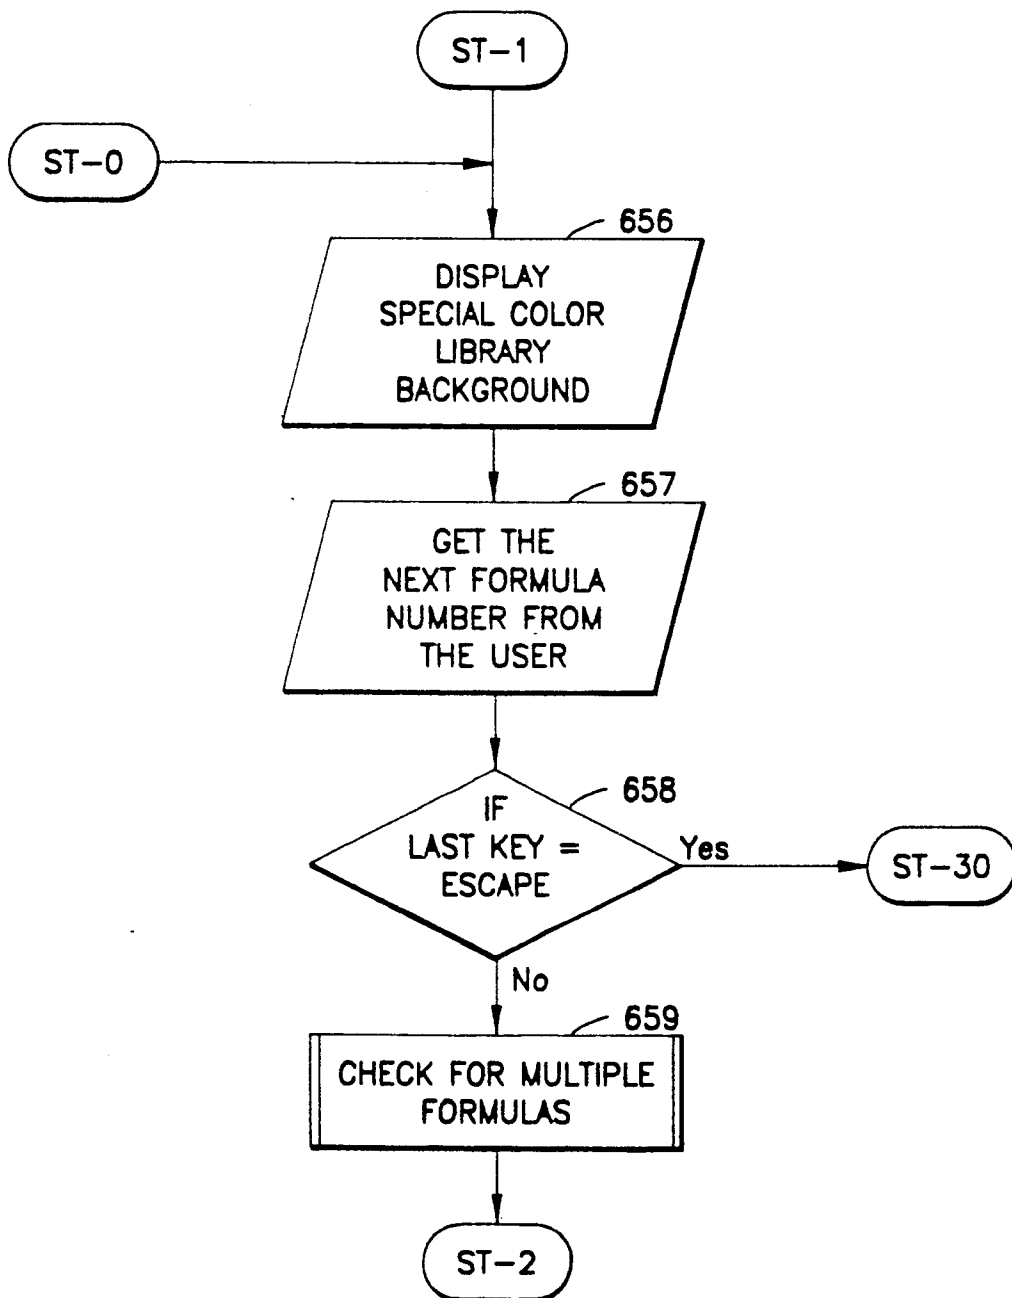 ST-1
ST-0
656
DISPLAY
SPECIAL COLOR
LIBRARY
BACKGROUND
657
GET THE
NEXT FORMULA
NUMBER FROM
THE USER
658
IF
LAST KEY =
ESCAPE
Yes
ST-30
No
659
CHECK FOR MULTIPLE
FORMULAS
ST-2